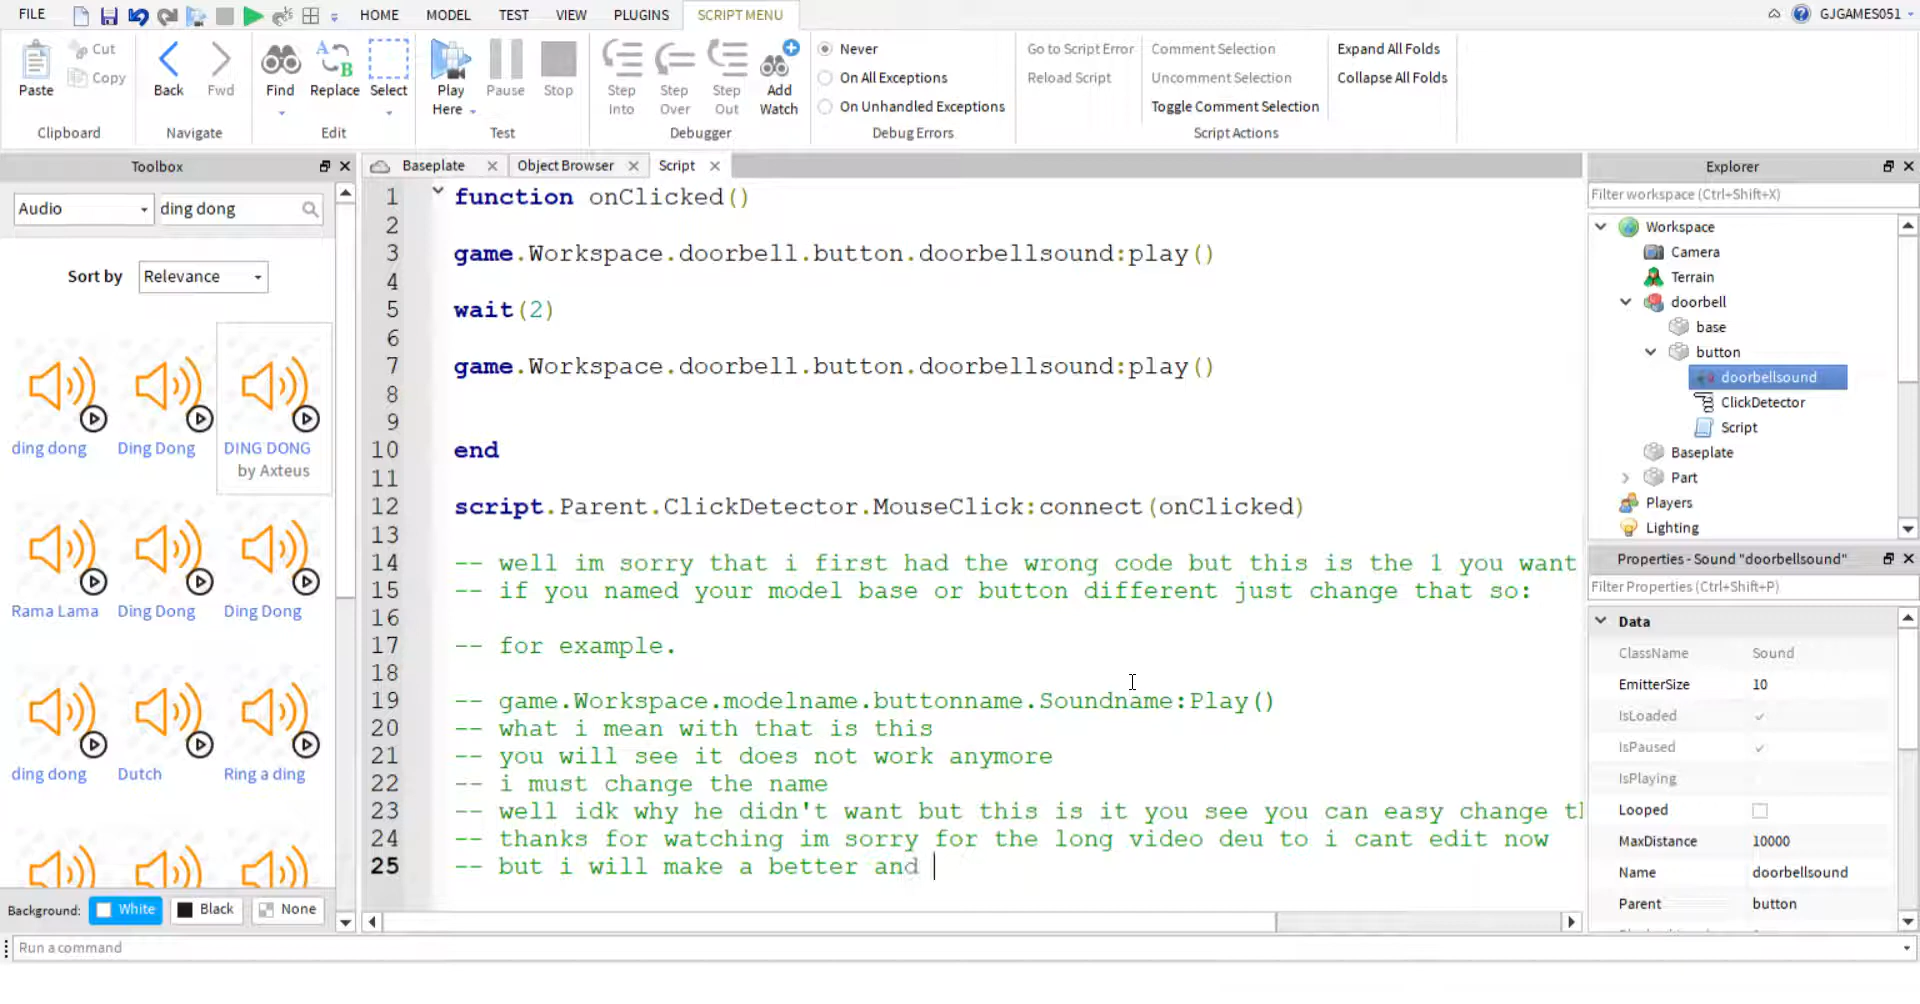 FILE HOME MODEL TEST VIEW PLUGINS SCRIPT MENU GJGAMES051
Paste Cut Copy
Clipboard
Back Fwd
Navigate
Find Replace Select
Edit
Play Here Pause Stop
Test
Step Into Step Over Step Out Add Watch
Debugger
Never
On All Exceptions
On Unhandled Exceptions
Debug Errors
Go to Script Error
Reload Script
Comment Selection
Uncomment Selection
Toggle Comment Selection
Expand All Folds
Collapse All Folds
Script Actions
Toolbox
Audio ding dong
Sort by Relevance
ding dong Ding Dong DING DONG
by Axteus
Rama Lama Ding Dong Ding Dong
ding dong Dutch Ring a ding
Background: White Black None
Baseplate Object Browser Script
1 function onClicked()
2
3 game.Workspace.doorbell.button.doorbellsound:play()
4
5 wait(2)
6
7 game.Workspace.doorbell.button.doorbellsound:play()
8
9
10 end
11
12 script.Parent.ClickDetector.MouseClick:connect(onClicked)
13
14 -- well im sorry that i first had the wrong code but this is the 1 you want
15 -- if you named your model base or button different just change that so:
16
17 -- for example.
18
19 -- game.Workspace.modelname.buttonname.Soundname:Play()
20 -- what i mean with that is this
21 -- you will see it does not work anymore
22 -- i must change the name
23 -- well idk why he didn't want but this is it you see you can easy change
24 -- thanks for watching im sorry for the long video deu to i cant edit now
25 -- but i will make a better and
Explorer
Filter workspace (Ctrl+Shift+X)
Workspace
Camera
Terrain
doorbell
base
button
doorbellsound
ClickDetector
Script
Baseplate
Part
Players
Lighting
Properties - Sound "doorbellsound"
Filter Properties (Ctrl+Shift+P)
Data
ClassName Sound
EmitterSize 10
IsLoaded
IsPaused
IsPlaying
Looped
MaxDistance 10000
Name doorbellsound
Parent button
Run a command